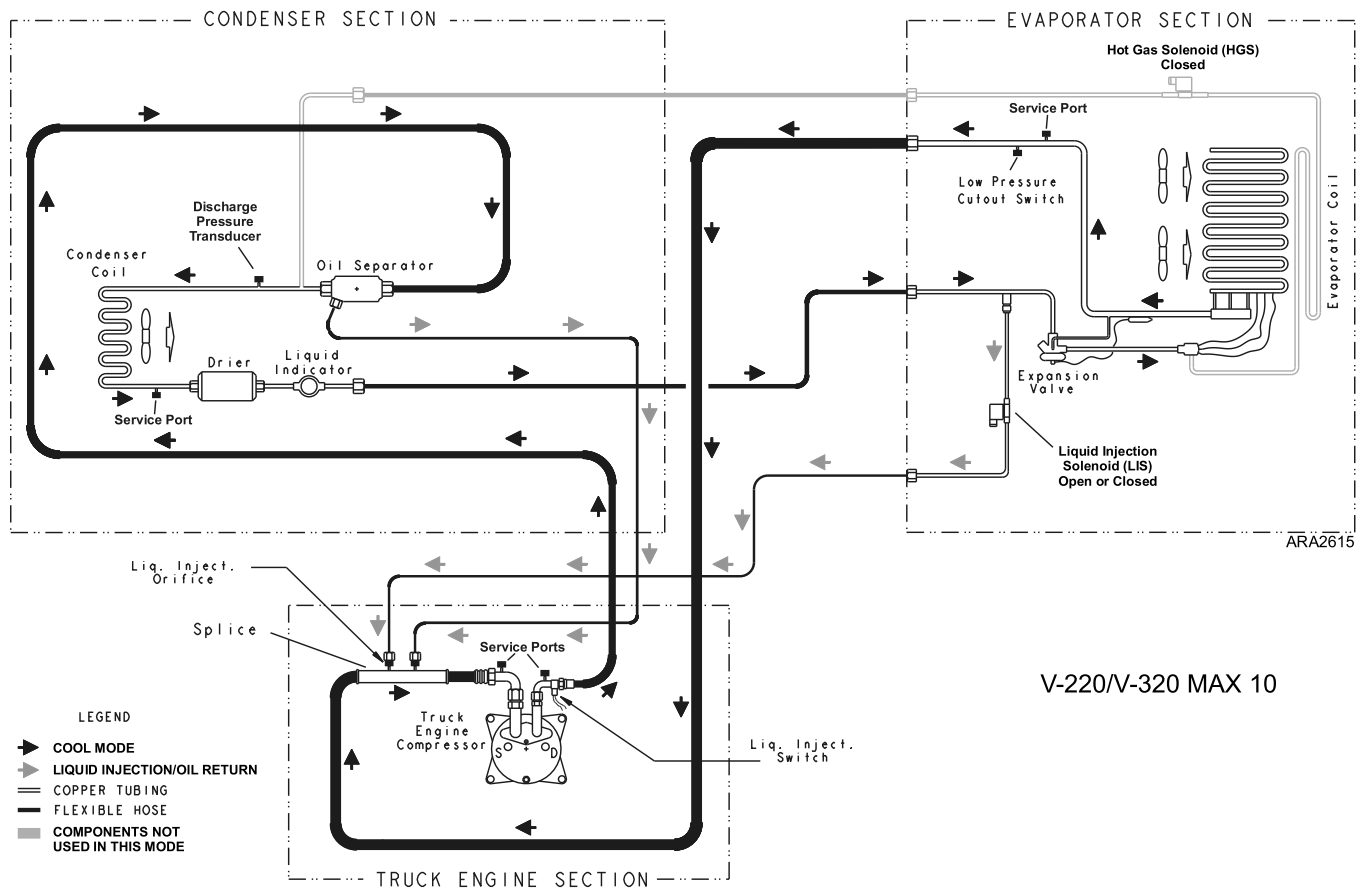 CONDENSER SECTION
EVAPORATOR SECTION
Hot Gas Solenoid (HGS)
Closed
Service Port
Low Pressure
Cutout Switch
Evaporator Coil
Discharge
Pressure
Transducer
Condenser
Coil
Oil Separator
Drier
Liquid
Indicator
Service Port
Expansion
Valve
Liquid Injection
Solenoid (LIS)
Open or Closed
ARA2615
Liq. Inject.
Orifice
Splice
Service Ports
Truck
Engine
Compressor
S
D
Liq. Inject.
Switch
V-220/V-320 MAX 10
LEGEND
COOL MODE
LIQUID INJECTION/OIL RETURN
COPPER TUBING
FLEXIBLE HOSE
COMPONENTS NOT
USED IN THIS MODE
TRUCK ENGINE SECTION